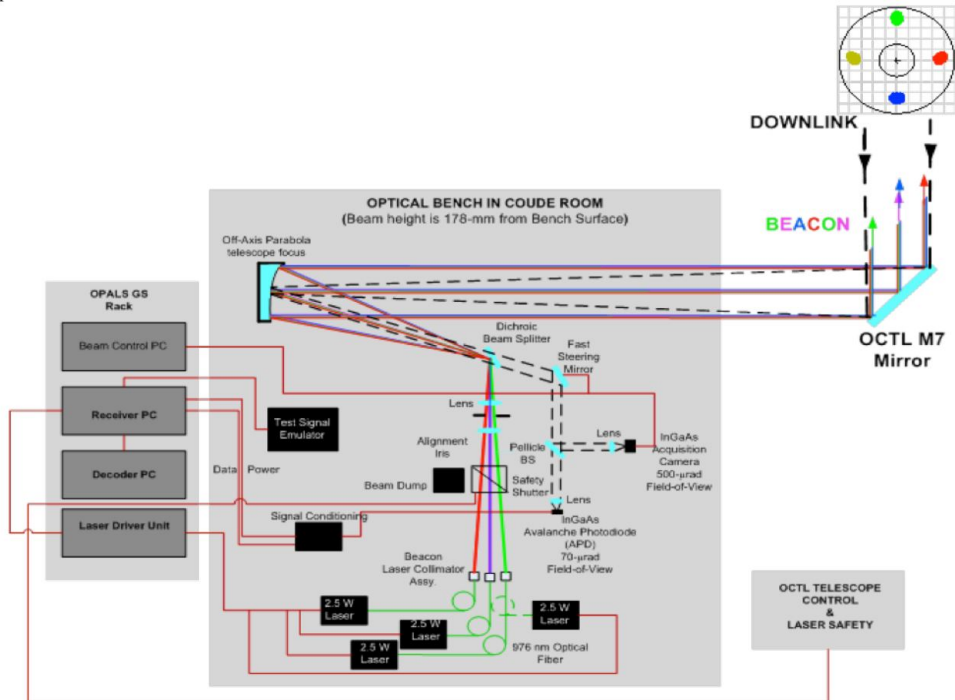 DOWNLINK
BEACON
OCTL M7
Mirror
OPTICAL BENCH IN COUDE ROOM
(Beam height is 178-mm from Bench Surface)
Off-Axis Parabola
telescope focus
OPALS GS
Rack
Beam Control PC
Receiver PC
Decoder PC
Laser Driver Unit
Test Signal
Emulator
Data
Power
Signal Conditioning
Dichroic
Beam Splitter
Fast
Steering
Mirror
Lens
Alignment
Iris
Beam Dump
Safety
Shutter
Pellicle
BS
Lens
InGaAs
Acquisition
Camera
500-μrad
Field-of-View
Lens
InGaAs
Avalanche Photodiode
(APD)
70-μrad
Field-of-View
Beacon
Laser Collimator
Assy.
2.5 W
Laser
2.5 W
Laser
2.5 W
Laser
2.5 W
Laser
976 nm Optical
Fiber
OCTL TELESCOPE
CONTROL
&
LASER SAFETY